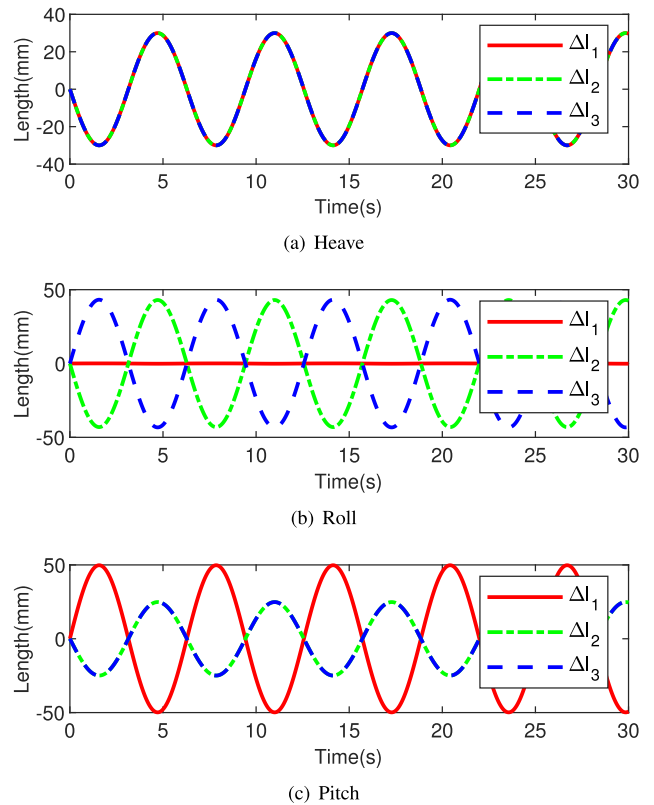 40
20
0
-20
-40
Length(mm)
Δl1
Δl2
Δl3
0 5 10 15 20 25 30
Time(s)
(a) Heave
50
0
-50
Length(mm)
Δl1
Δl2
Δl3
0 5 10 15 20 25 30
Time(s)
(b) Roll
50
0
-50
Length(mm)
Δl1
Δl2
Δl3
0 5 10 15 20 25 30
Time(s)
(c) Pitch